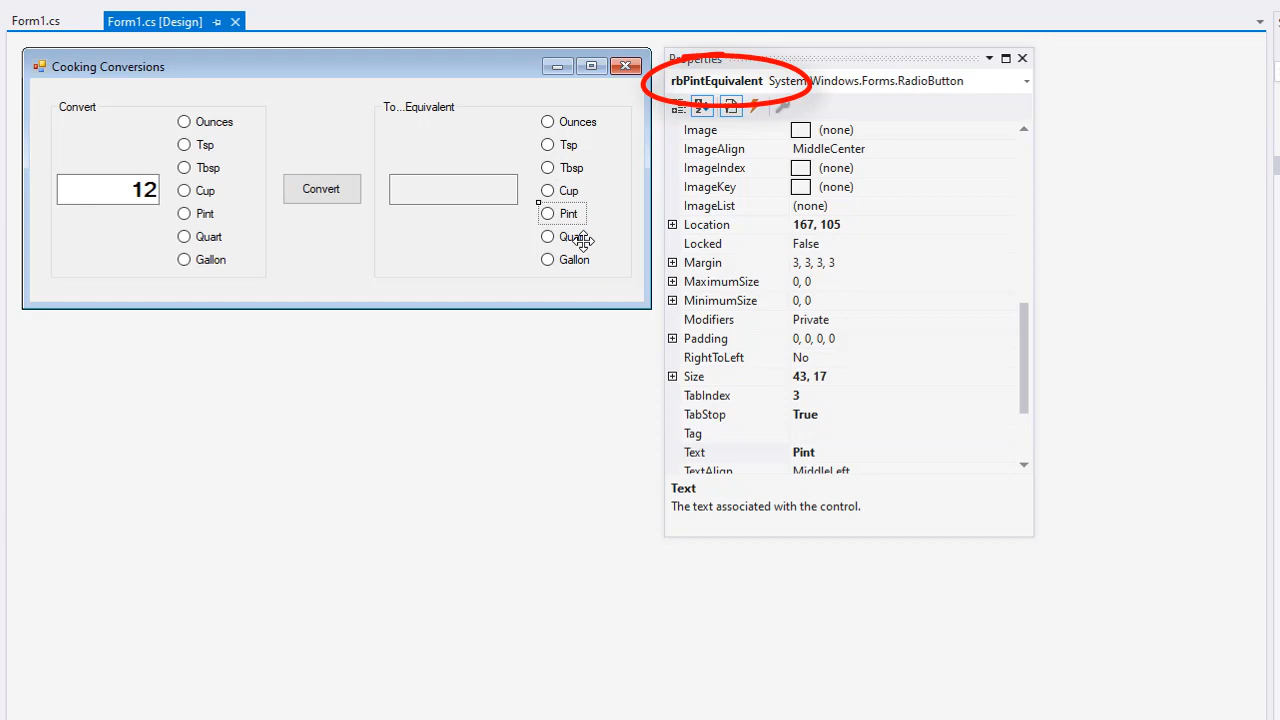 Form1.cs
Form1.cs [Design]
Cooking Conversions
Convert
Ounces
Tsp
Tbsp
Cup
Pint
Quart
Gallon
12
Convert
To...Equivalent
Ounces
Tsp
Tbsp
Cup
Pint
Quart
Gallon
Properties
rbPintEquivalent System.Windows.Forms.RadioButton
Image (none)
ImageAlign MiddleCenter
ImageIndex (none)
ImageKey (none)
ImageList (none)
Location 167, 105
Locked False
Margin 3, 3, 3, 3
MaximumSize 0, 0
MinimumSize 0, 0
Modifiers Private
Padding 0, 0, 0, 0
RightToLeft No
Size 43, 17
TabIndex 3
TabStop True
Tag
Text Pint
TextAlign MiddleLeft
Text
The text associated with the control.